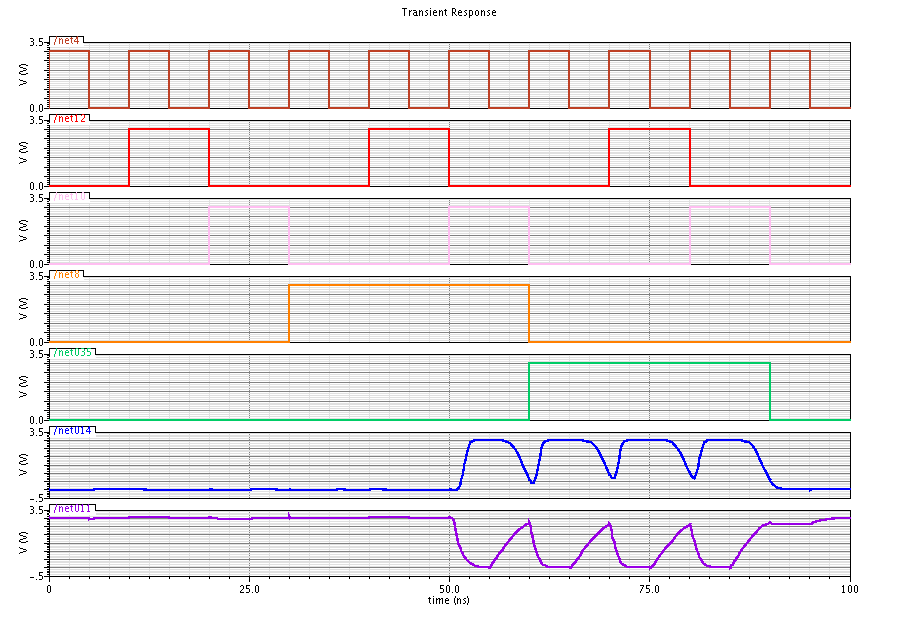 Transient Response
3.5 /net4
V (V)
0.0
3.5 /net12
V (V)
0.0
3.5 /net10
V (V)
0.0
3.5 /net8
V (V)
0.0
3.5 /net035
V (V)
0.0
3.5 /net014
V (V)
-.5
3.5 /net011
V (V)
-.5
0 25.0 50.0 75.0 100
time (ns)